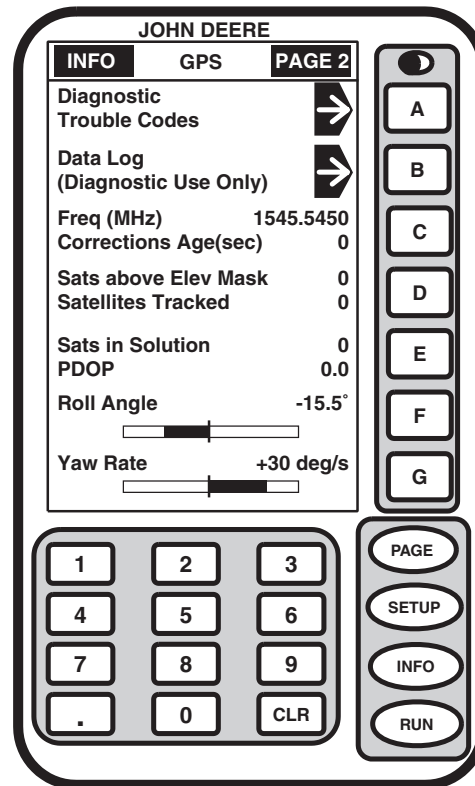 JOHN DEERE
INFO GPS PAGE 2
Diagnostic
Trouble Codes
Data Log
(Diagnostic Use Only)
Freq (MHz) 1545.5450
Corrections Age(sec) 0
Sats above Elev Mask 0
Satellites Tracked 0
Sats in Solution 0
PDOP 0.0
Roll Angle -15.5°
Yaw Rate +30 deg/s
A
B
C
D
E
F
G
1 2 3
4 5 6
7 8 9
. 0 CLR
PAGE
SETUP
INFO
RUN